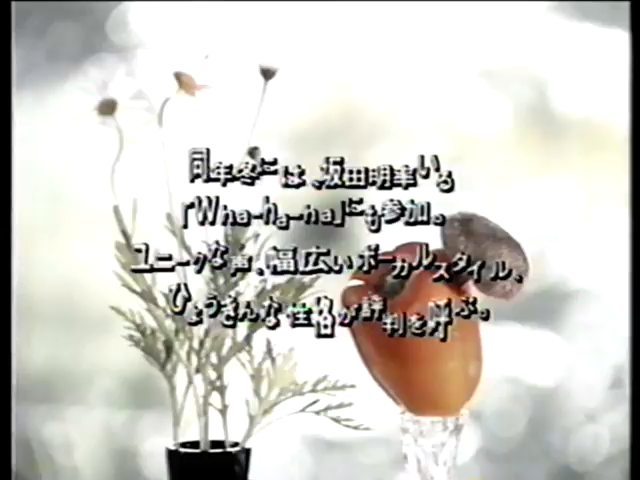 同年冬には、坂田明率いる
「Wha-ha-ha」にも参加。
ユニークな声、幅広いボーカルスタイル、
ひょうきんな性格が評判を呼ぶ。